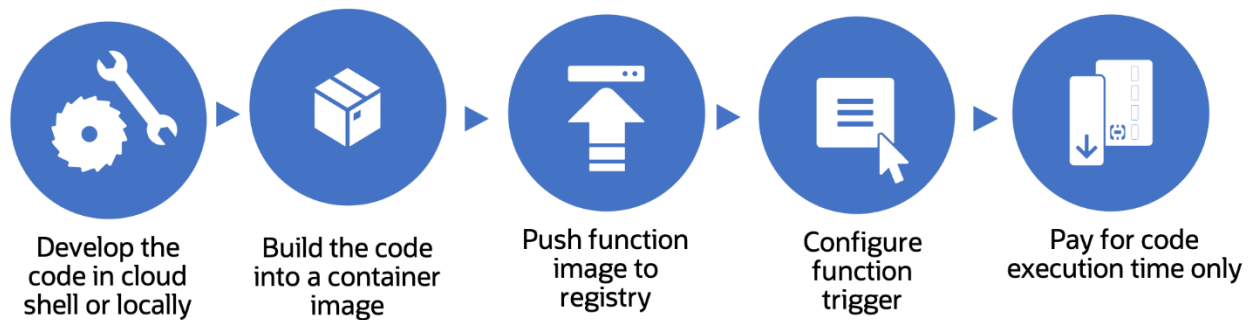 Develop the
code in cloud
shell or locally
Build the code
into a container
image
Push function
image to
registry
Configure
function
trigger
Pay for code
execution time only